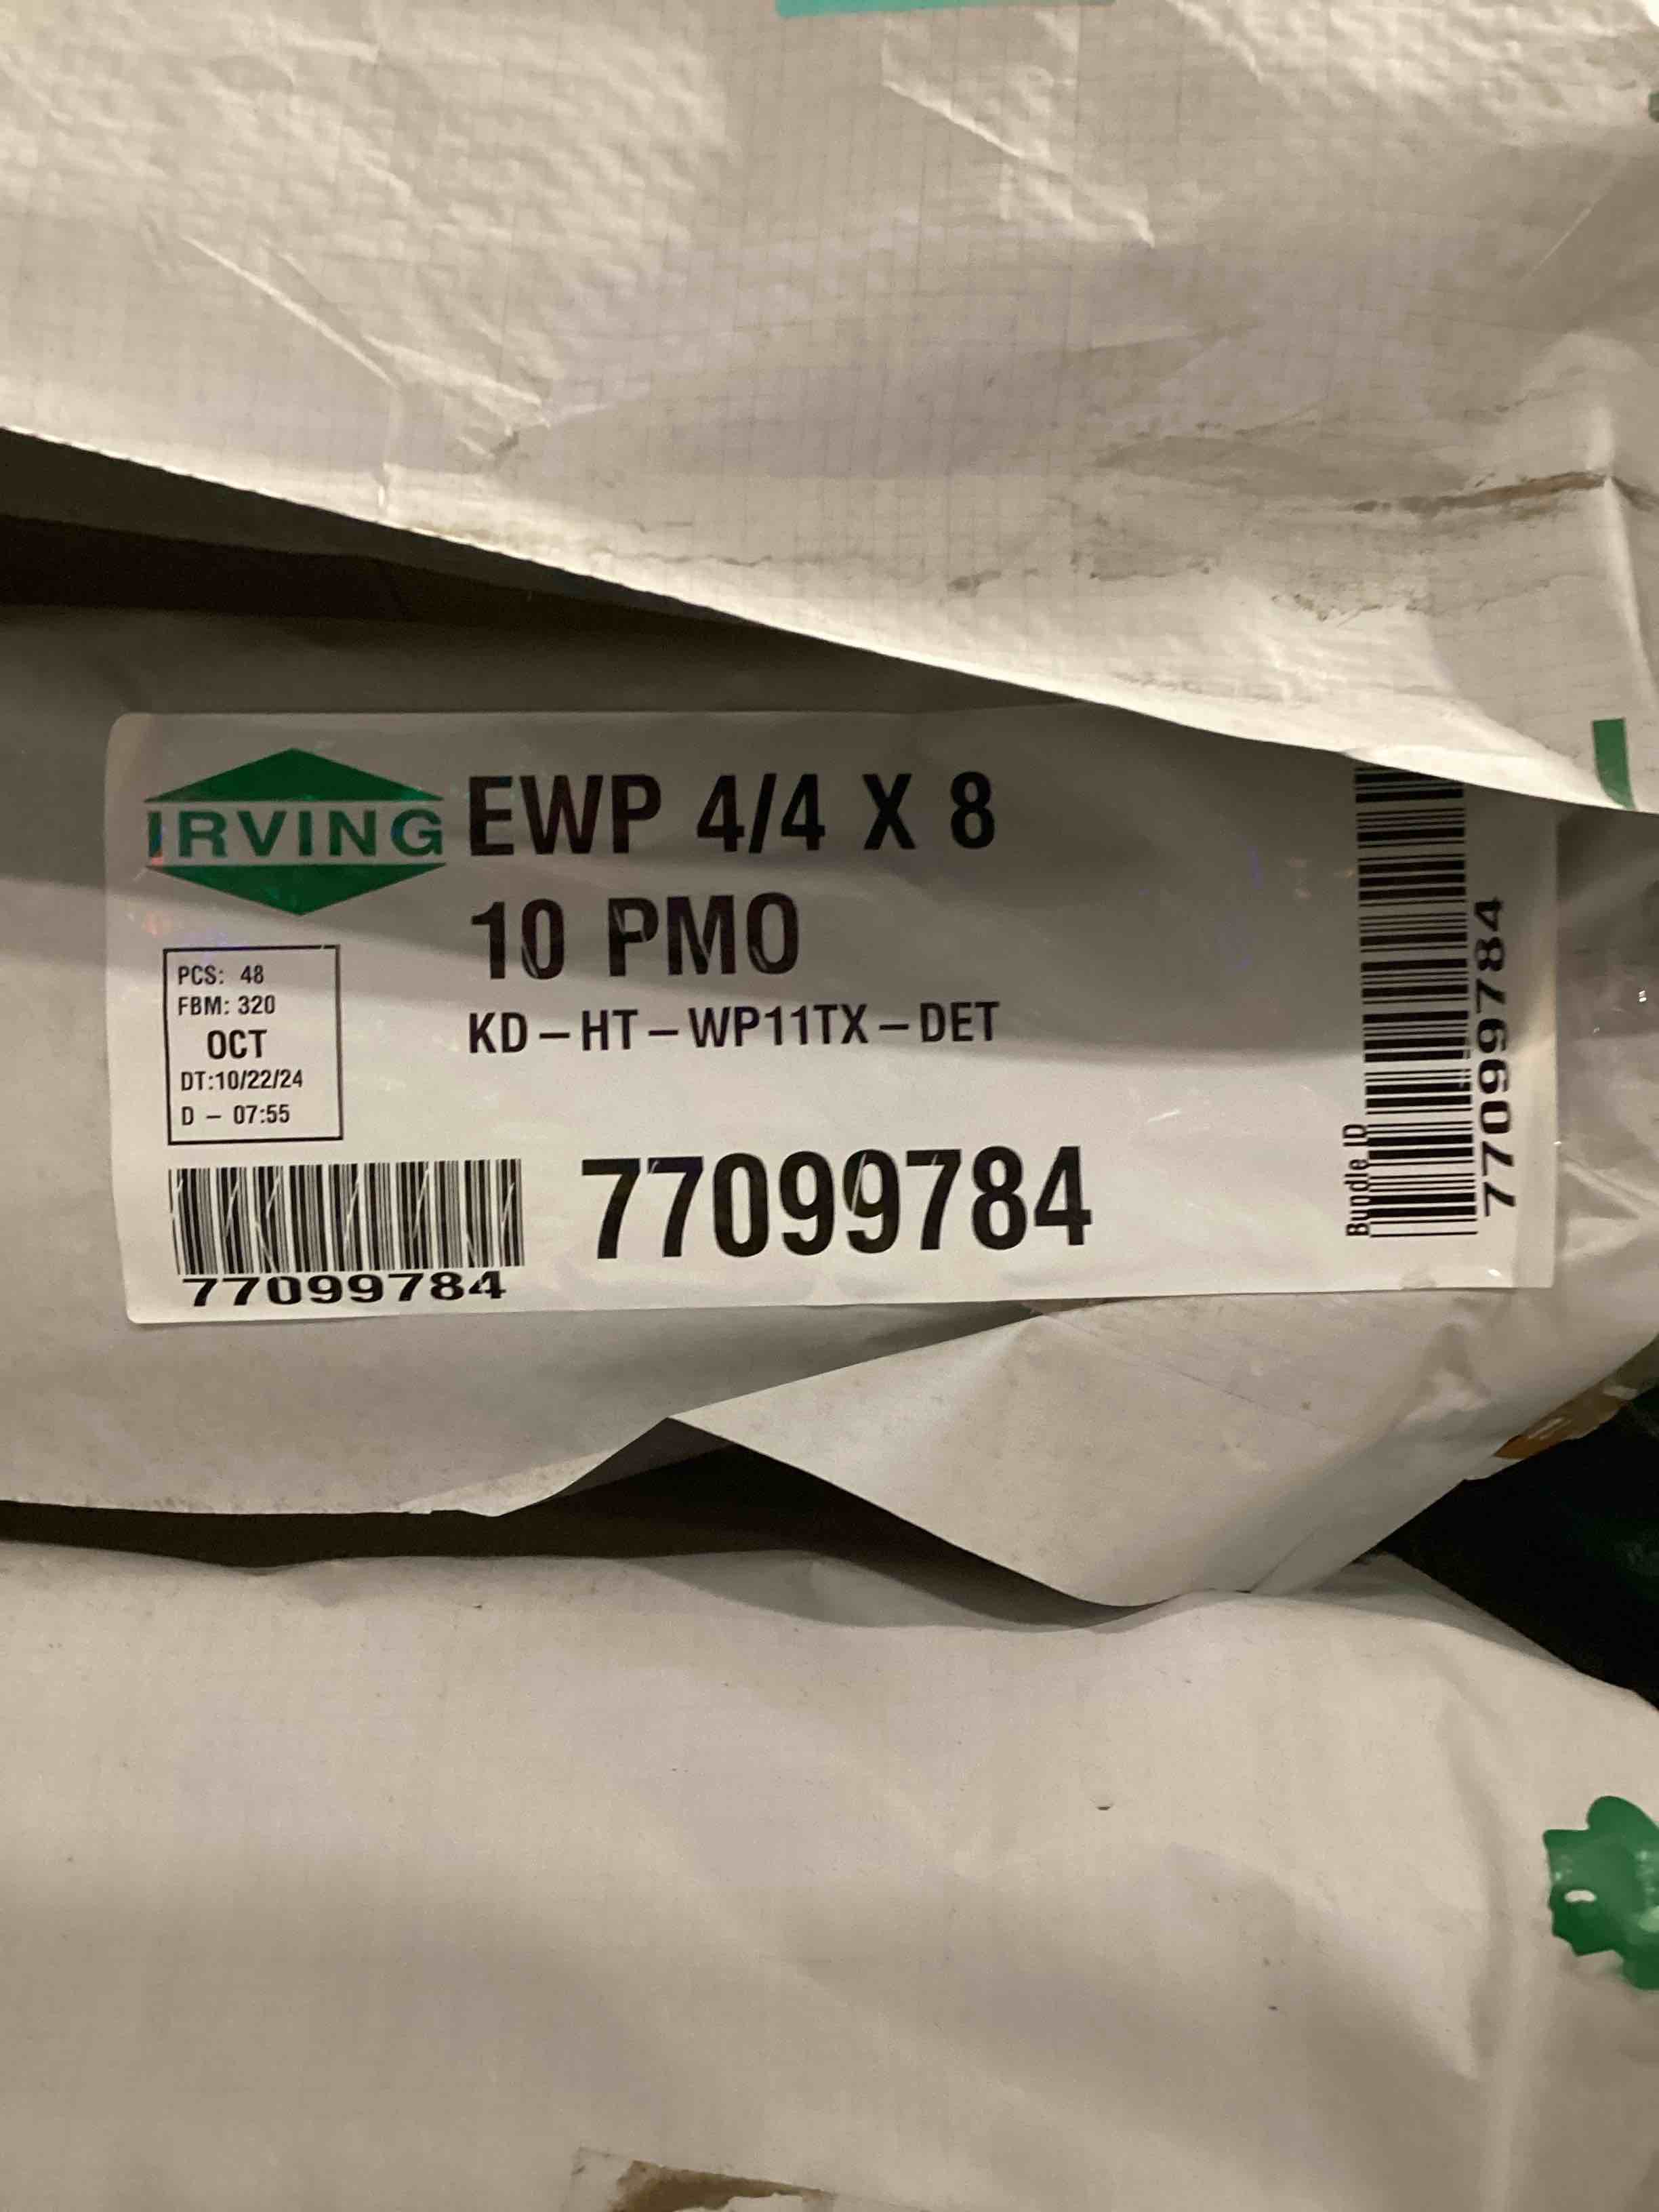 IRVING
EWP 4/4 X 8
10 PMO
KD-HT-WP11TX-DET
PCS: 48
FBM: 320
OCT
DT:10/22/24
D - 07:55
77099784
77099784
Bundle ID
77099784